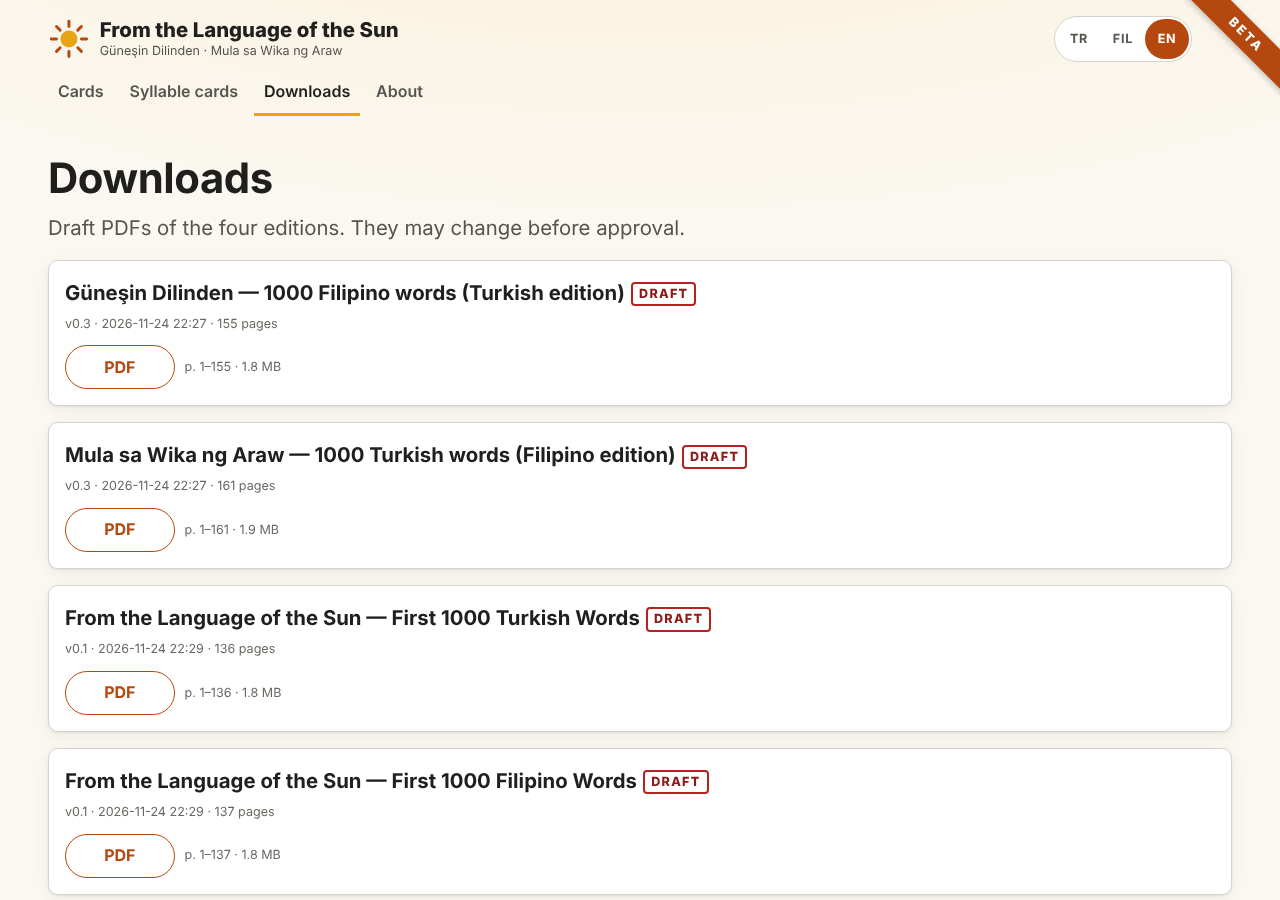 From the Language of the Sun
Güneşin Dilinden · Mula sa Wika ng Araw
TR FIL EN
BETA
Cards Syllable cards Downloads About
Downloads
Draft PDFs of the four editions. They may change before approval.
Güneşin Dilinden — 1000 Filipino words (Turkish edition) DRAFT
v0.3 · 2026-11-24 22:27 · 155 pages
PDF p. 1–155 · 1.8 MB
Mula sa Wika ng Araw — 1000 Turkish words (Filipino edition) DRAFT
v0.3 · 2026-11-24 22:27 · 161 pages
PDF p. 1–161 · 1.9 MB
From the Language of the Sun — First 1000 Turkish Words DRAFT
v0.1 · 2026-11-24 22:29 · 136 pages
PDF p. 1–136 · 1.8 MB
From the Language of the Sun — First 1000 Filipino Words DRAFT
v0.1 · 2026-11-24 22:29 · 137 pages
PDF p. 1–137 · 1.8 MB